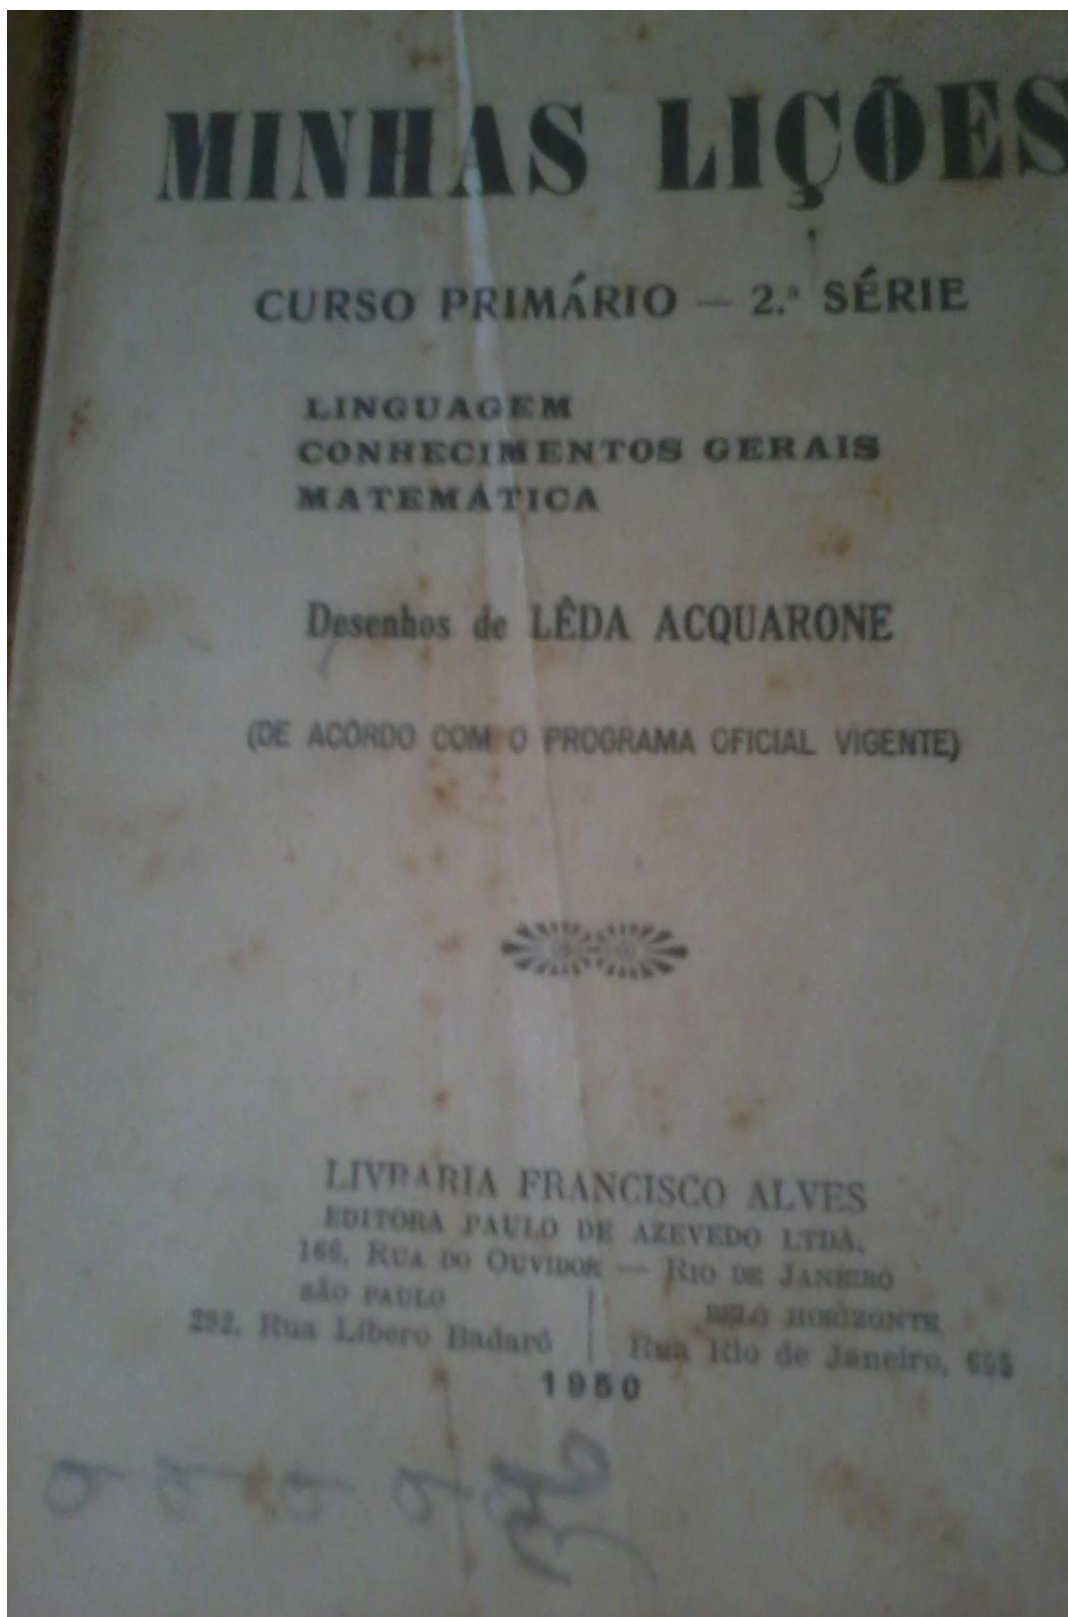 MINHAS LIÇÕES
CURSO PRIMÁRIO — 2.ª SÉRIE
LINGUAGEM
CONHECIMENTOS GERAIS
MATEMÁTICA
Desenhos de LÊDA ACQUARONE
(DE ACÔRDO COM O PROGRAMA OFICIAL VIGENTE)
LIVRARIA FRANCISCO ALVES
EDITORA PAULO DE AZEVEDO LTDA.
166, RUA DO OUVIDOR — RIO DE JANEIRO
SÃO PAULO | BELO HORIZONTE
292, Rua Líbero Badaró | Rua Rio de Janeiro, 655
1950